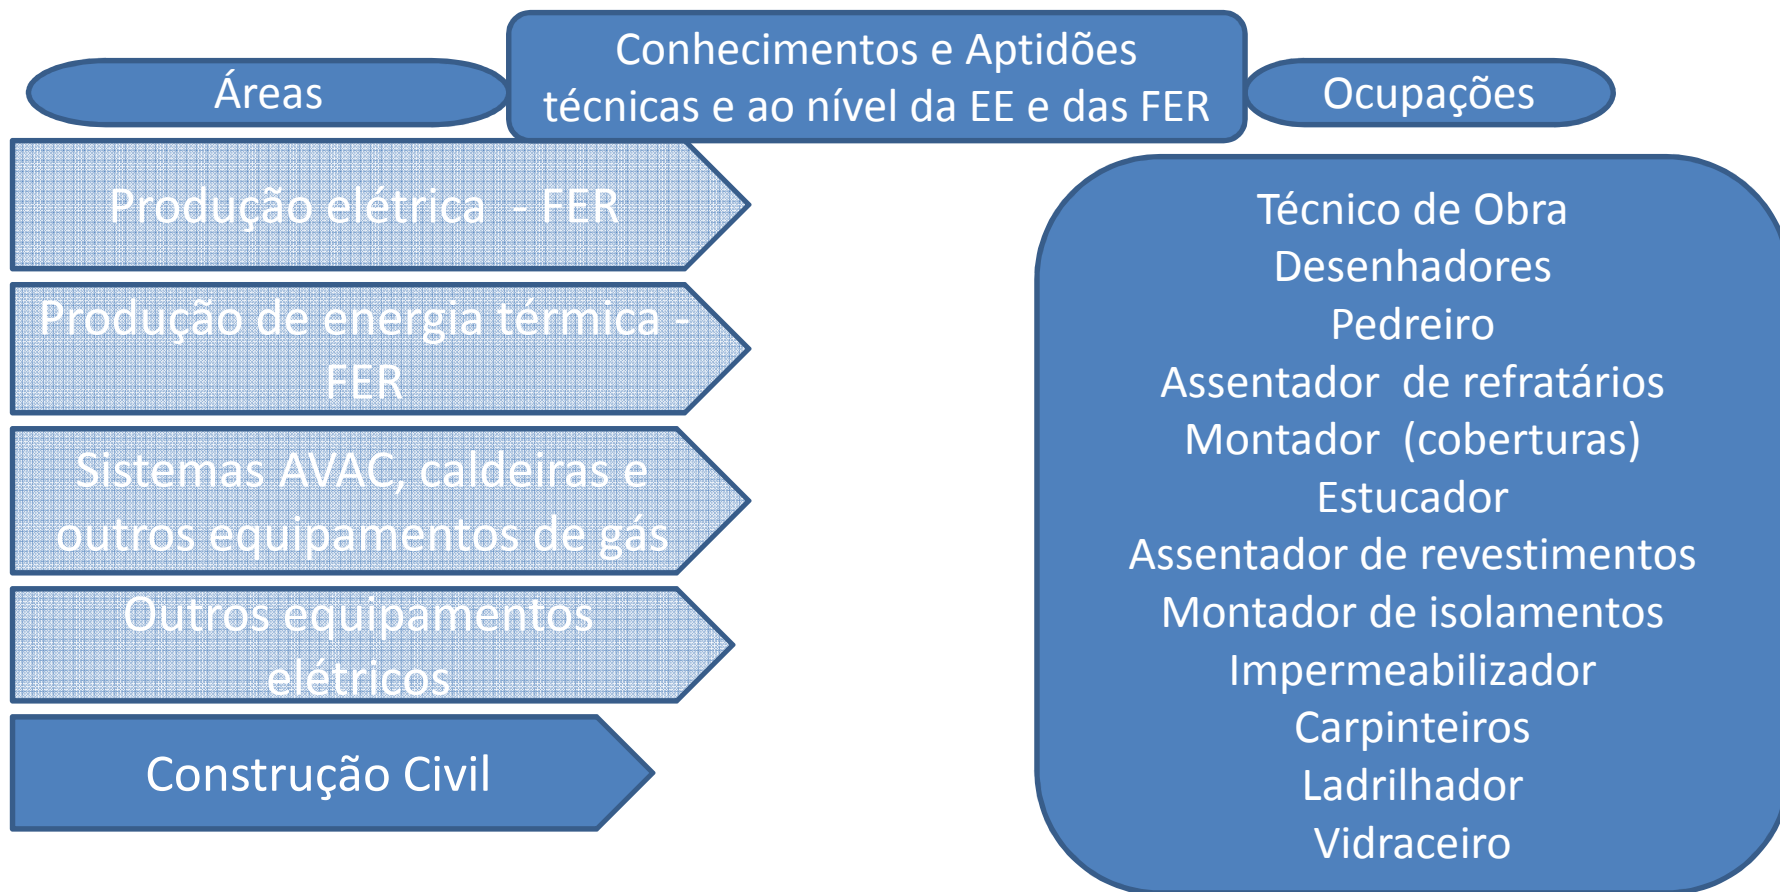 Áreas
Conhecimentos e Aptidões
técnicas e ao nível da EE e das FER
Ocupações
Produção elétrica - FER
Produção de energia térmica -
FER
Sistemas AVAC, caldeiras e
outros equipamentos de gás
Outros equipamentos
elétricos
Construção Civil
Técnico de Obra
Desenhadores
Pedreiro
Assentador de refratários
Montador (coberturas)
Estucador
Assentador de revestimentos
Montador de isolamentos
Impermeabilizador
Carpinteiros
Ladrilhador
Vidraceiro